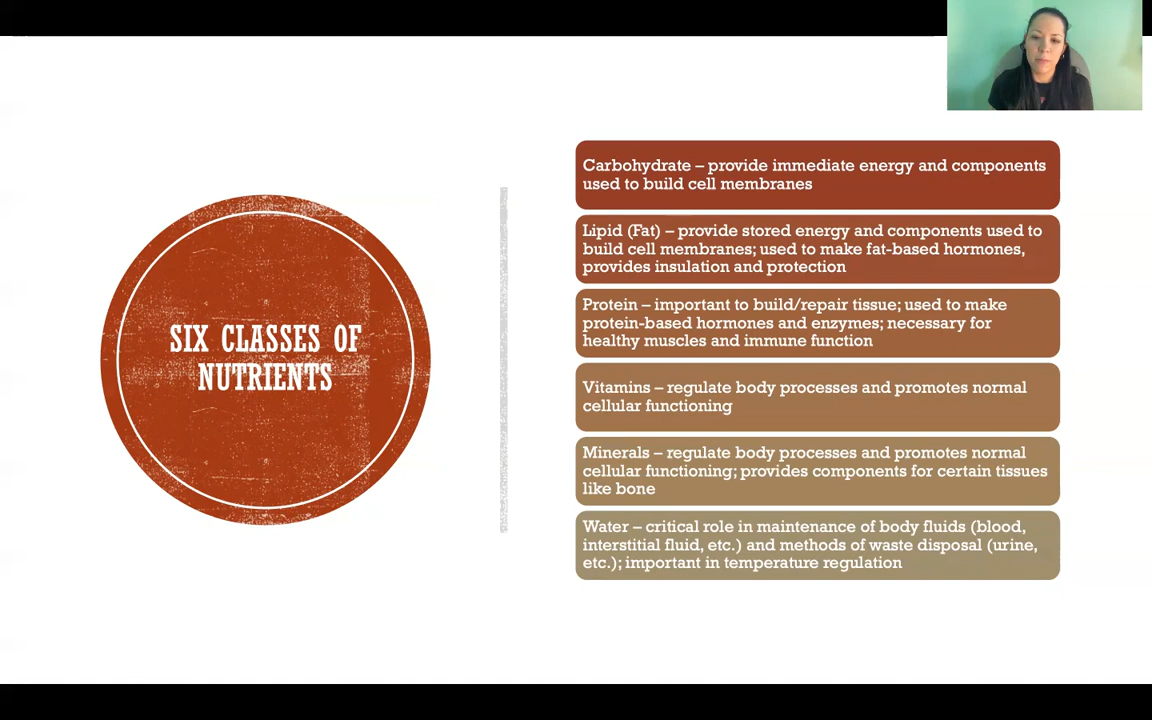 SIX CLASSES OF
NUTRIENTS
Carbohydrate – provide immediate energy and components
used to build cell membranes
Lipid (Fat) – provide stored energy and components used to
build cell membranes; used to make fat-based hormones,
provides insulation and protection
Protein – important to build/repair tissue; used to make
protein-based hormones and enzymes; necessary for
healthy muscles and immune function
Vitamins – regulate body processes and promotes normal
cellular functioning
Minerals – regulate body processes and promotes normal
cellular functioning; provides components for certain tissues
like bone
Water – critical role in maintenance of body fluids (blood,
interstitial fluid, etc.) and methods of waste disposal (urine,
etc.); important in temperature regulation